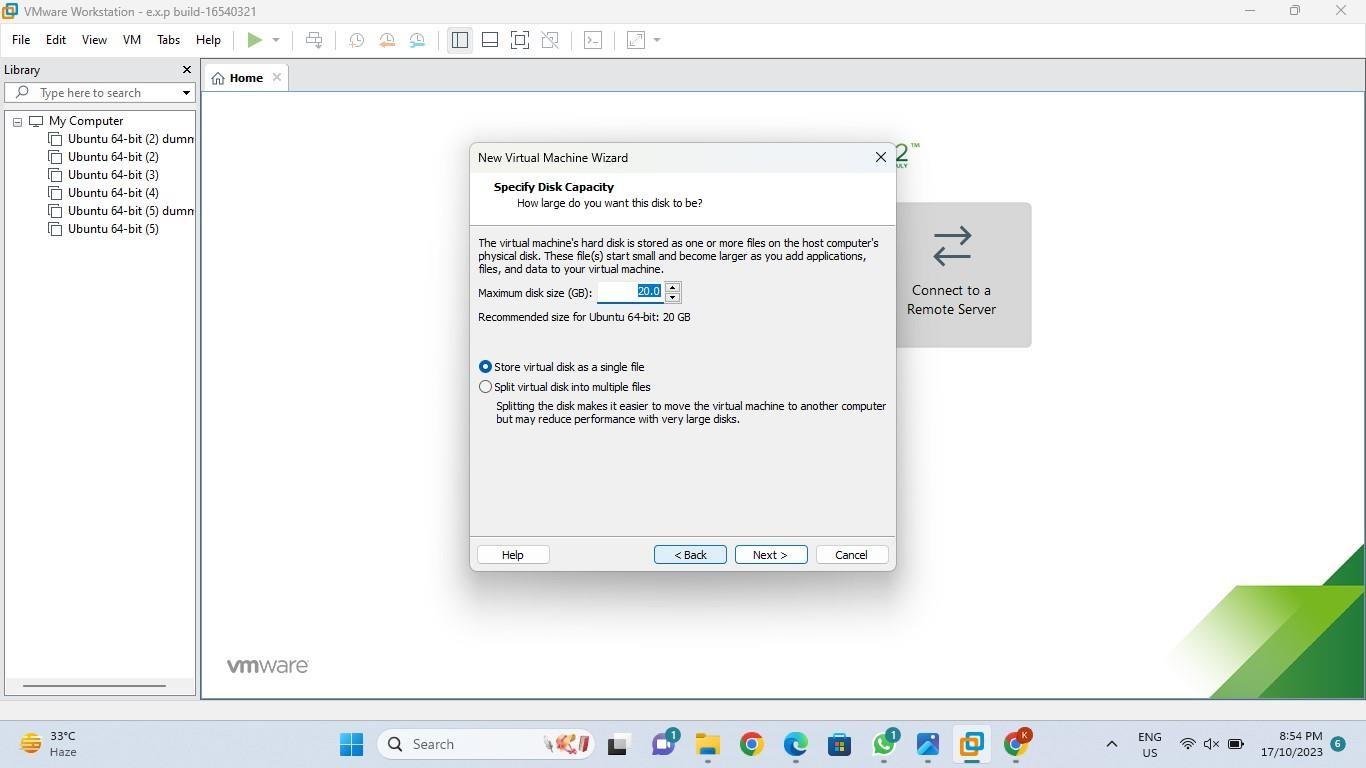 VMware Workstation - e.x.p build-16540321
File Edit View VM Tabs Help
Library
Type here to search
My Computer
Ubuntu 64-bit (2) dumm
Ubuntu 64-bit (2)
Ubuntu 64-bit (3)
Ubuntu 64-bit (4)
Ubuntu 64-bit (5) dumm
Ubuntu 64-bit (5)
Home
2™
New Virtual Machine Wizard
Specify Disk Capacity
How large do you want this disk to be?
The virtual machine's hard disk is stored as one or more files on the host computer's
physical disk. These file(s) start small and become larger as you add applications,
files, and data to your virtual machine.
Maximum disk size (GB): 20.0
Recommended size for Ubuntu 64-bit: 20 GB
Store virtual disk as a single file
Split virtual disk into multiple files
Splitting the disk makes it easier to move the virtual machine to another computer
but may reduce performance with very large disks.
Help < Back Next > Cancel
Connect to a
Remote Server
vmware
33°C
Haze
Search
1
1
K
ENG
US
8:54 PM
17/10/2023
6